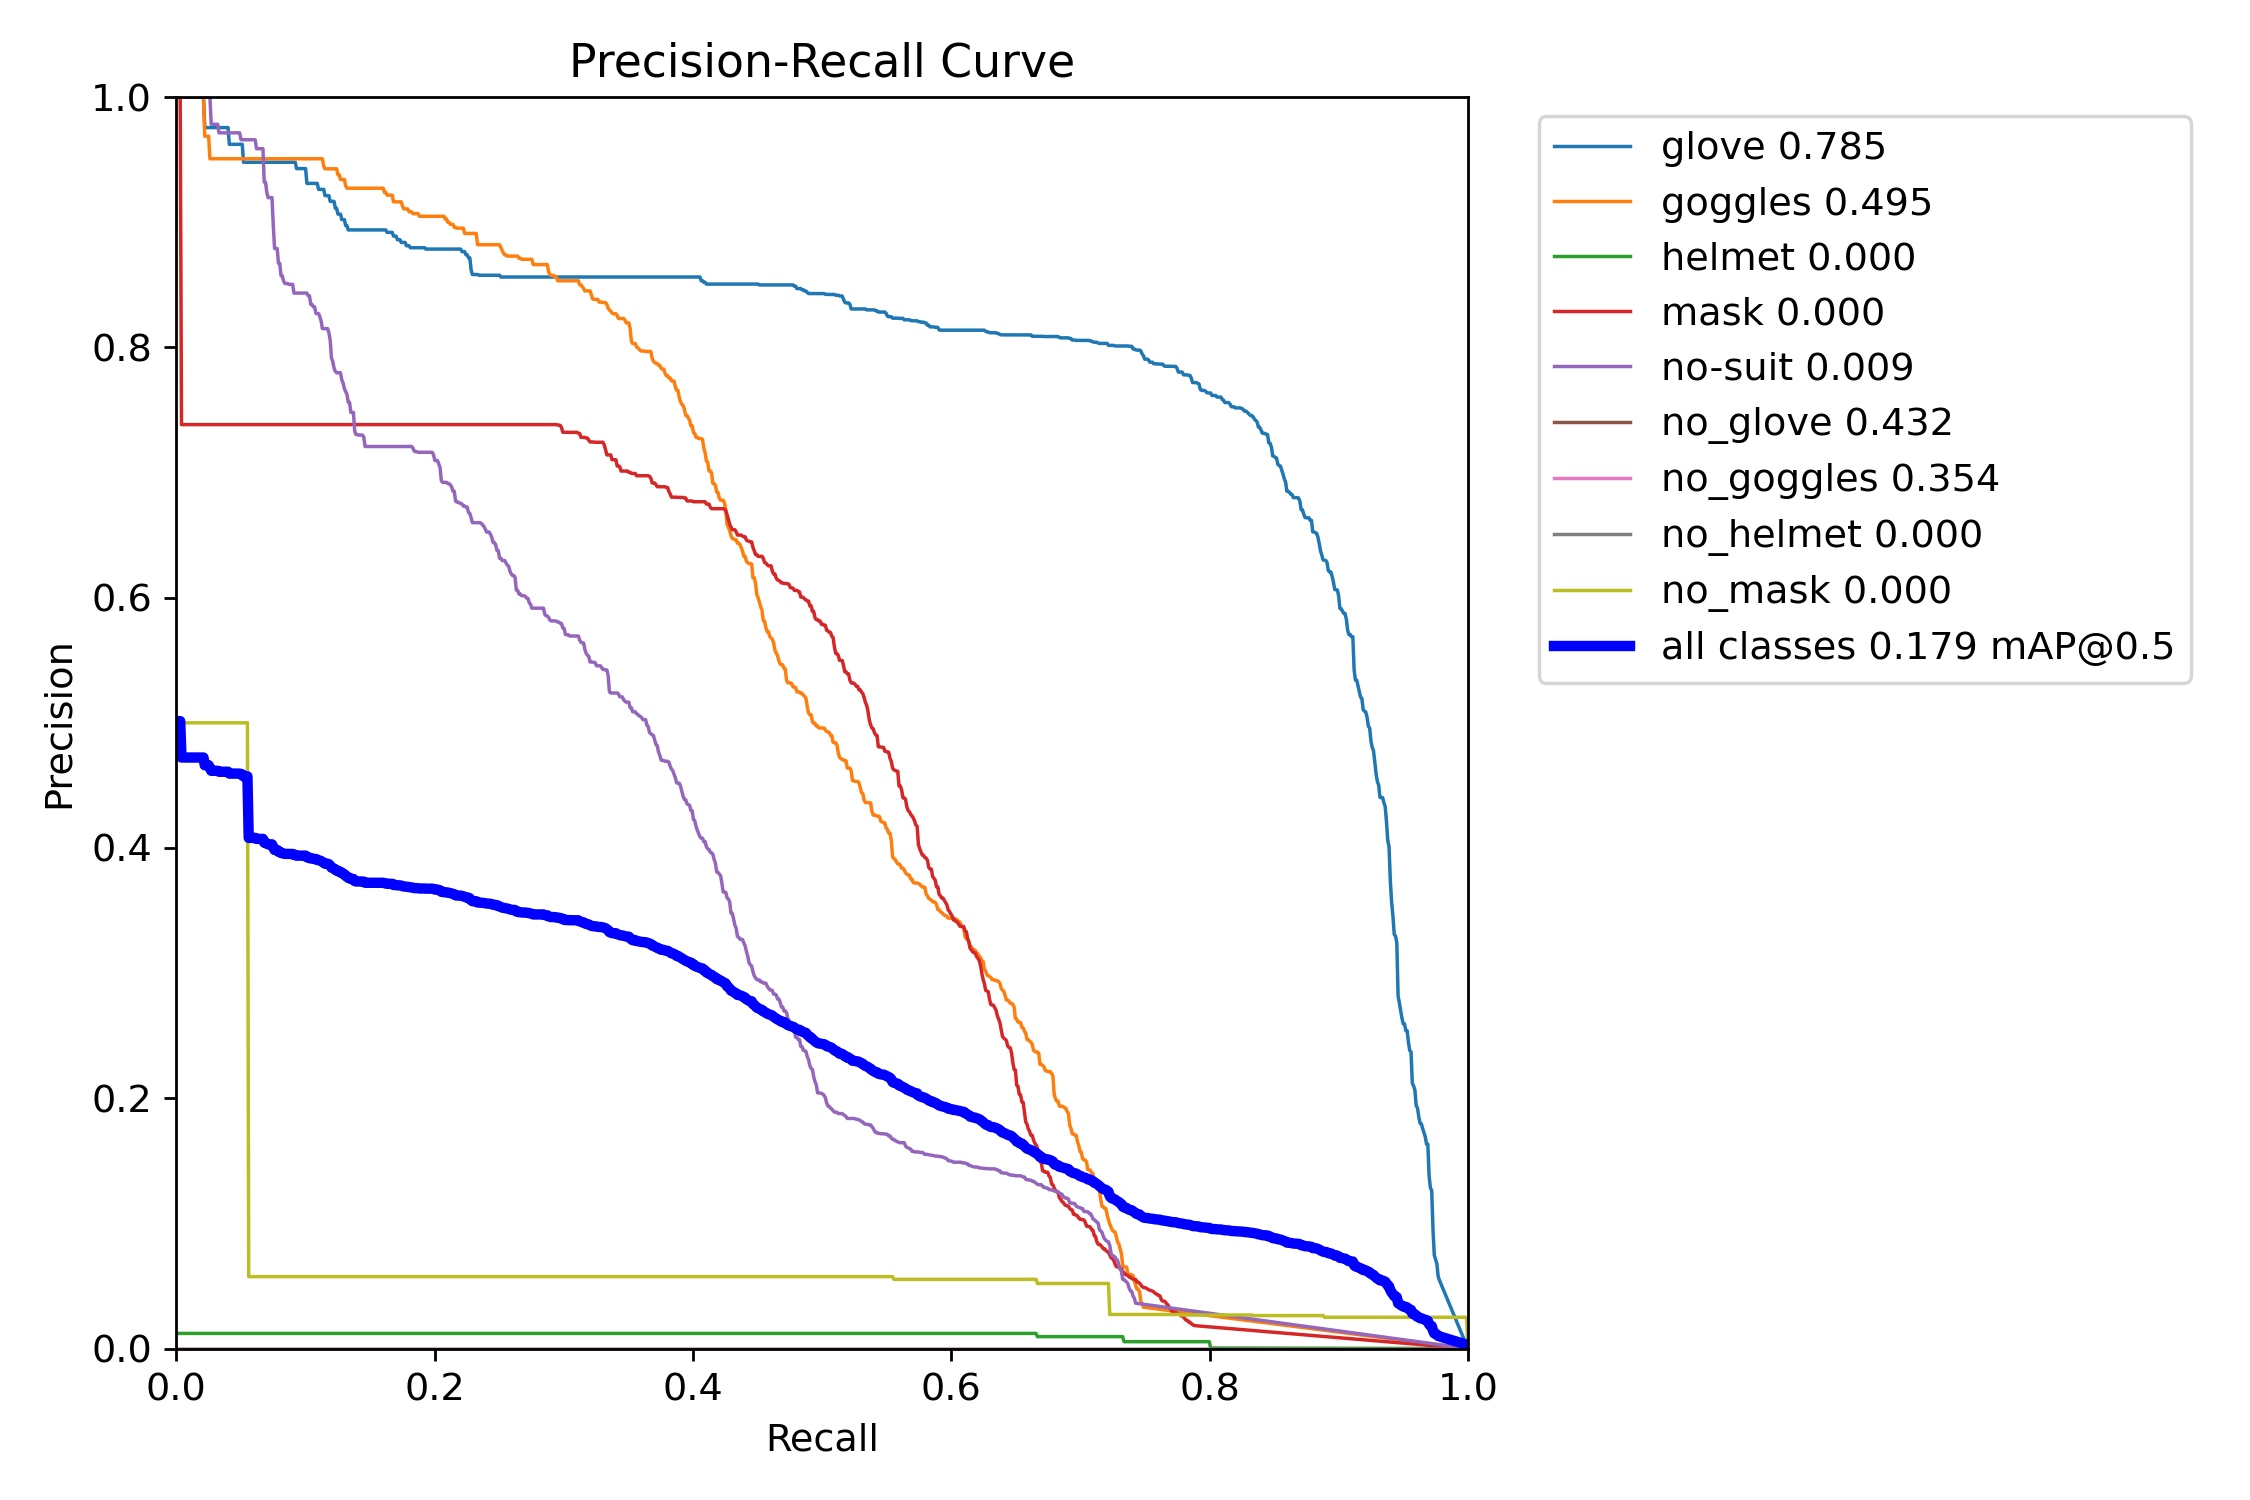 Precision-Recall Curve
1.0
0.8
0.6
0.4
0.2
0.0
Precision
0.0 0.2 0.4 0.6 0.8 1.0
Recall
glove 0.785
goggles 0.495
helmet 0.000
mask 0.000
no-suit 0.009
no_glove 0.432
no_goggles 0.354
no_helmet 0.000
no_mask 0.000
all classes 0.179 mAP@0.5